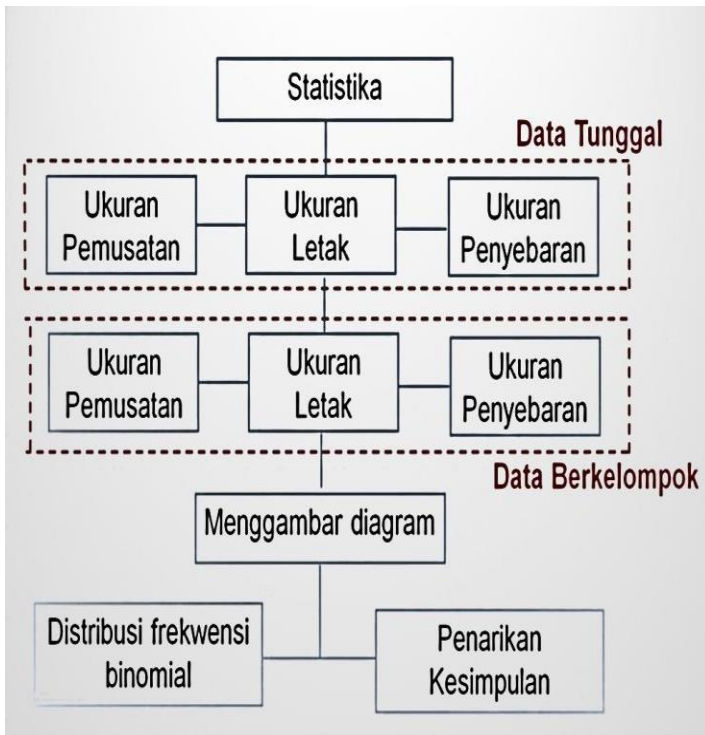 Statistika
Data Tunggal
Ukuran
Pemusatan
Ukuran
Letak
Ukuran
Penyebaran
Ukuran
Pemusatan
Ukuran
Letak
Ukuran
Penyebaran
Data Berkelompok
Menggambar diagram
Distribusi frekwensi
binomial
Penarikan
Kesimpulan